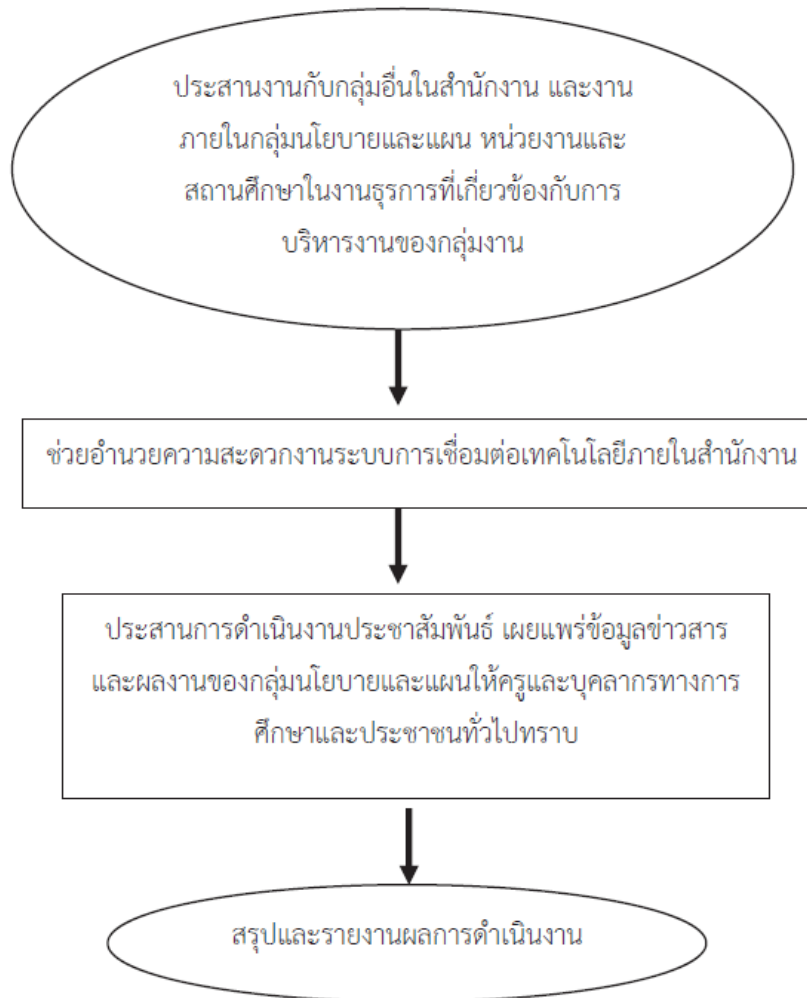 ประสานงานกับกลุ่มอื่นในสำนักงาน และงาน
ภายในกลุ่มนโยบายและแผน หน่วยงานและ
สถานศึกษาในงานธุรการที่เกี่ยวข้องกับการ
บริหารงานของกลุ่มงาน
ช่วยอำนวยความสะดวกงานระบบการเชื่อมต่อเทคโนโลยีภายในสำนักงาน
ประสานการดำเนินงานประชาสัมพันธ์ เผยแพร่ข้อมูลข่าวสาร
และผลงานของกลุ่มนโยบายและแผนให้ครูและบุคลากรทางการ
ศึกษาและประชาชนทั่วไปทราบ
สรุปและรายงานผลการดำเนินงาน